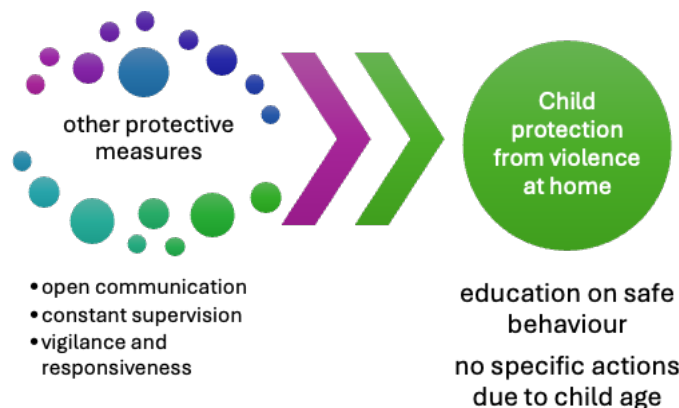 other protective
measures
• open communication
• constant supervision
• vigilance and
responsiveness
Child
protection
from violence
at home
education on safe
behaviour
no specific actions
due to child age